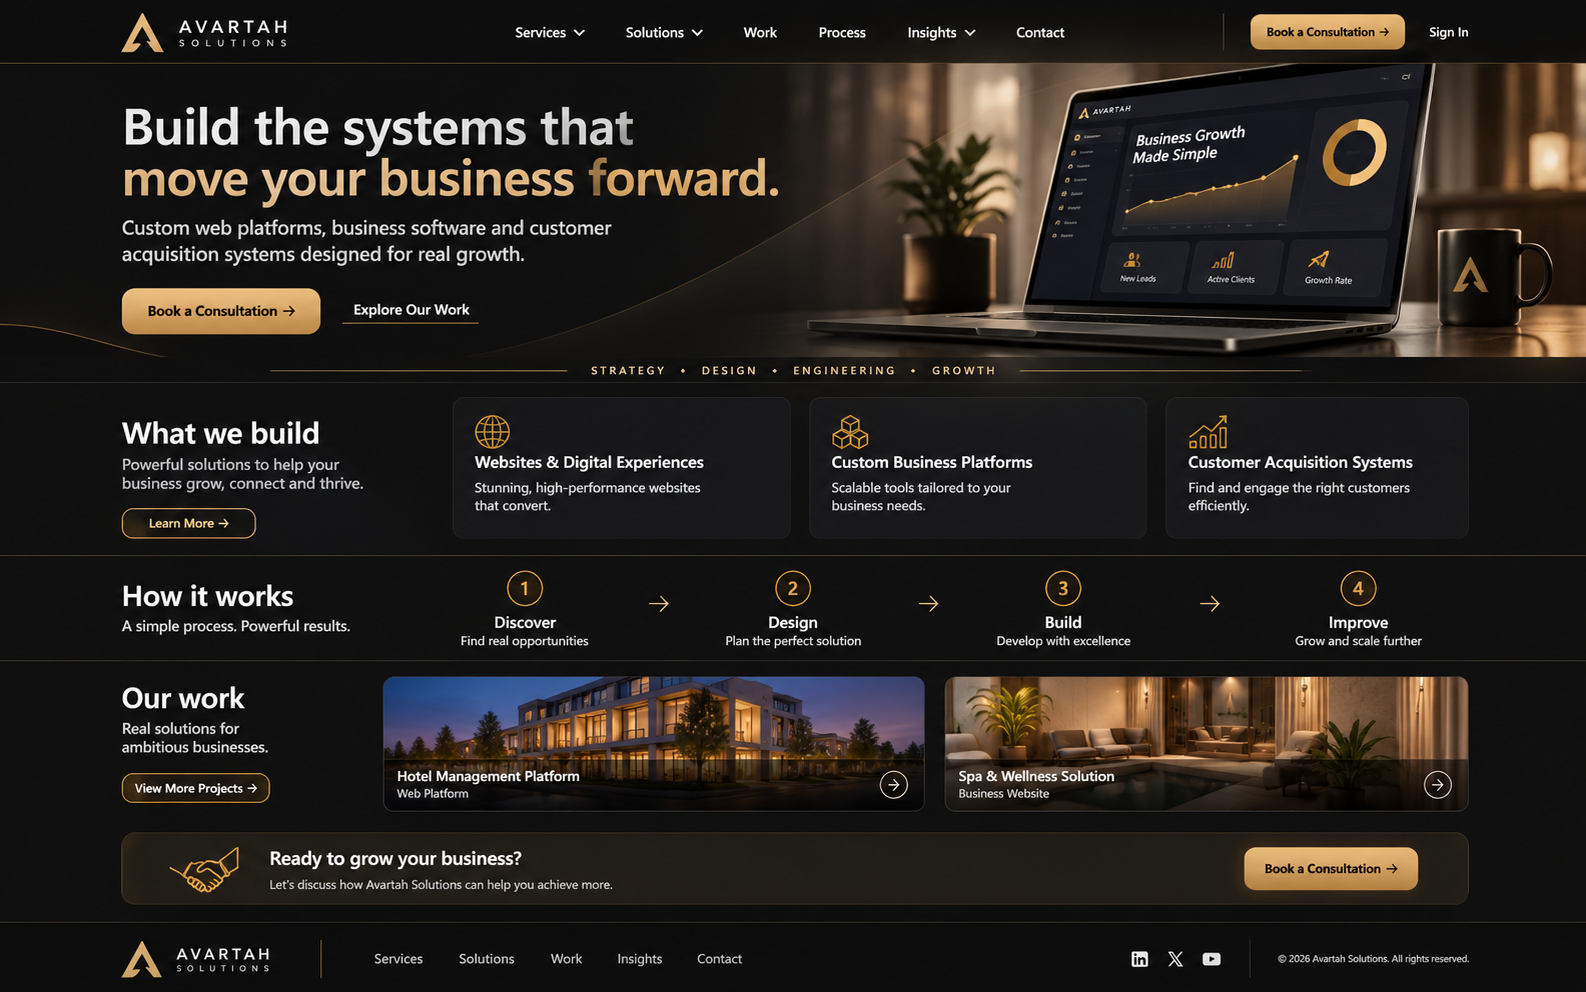 AVARTAH
SOLUTIONS
Services
Solutions
Work
Process
Insights
Contact
Book a Consultation →
Sign In
Build the systems that
move your business forward.
Custom web platforms, business software and customer
acquisition systems designed for real growth.
Book a Consultation →
Explore Our Work
AVARTAH
Business Growth
Made Simple
New Leads
Active Clients
Growth Rate
STRATEGY • DESIGN • ENGINEERING • GROWTH
What we build
Powerful solutions to help your
business grow, connect and thrive.
Learn More →
Websites & Digital Experiences
Stunning, high-performance websites
that convert.
Custom Business Platforms
Scalable tools tailored to your
business needs.
Customer Acquisition Systems
Find and engage the right customers
efficiently.
How it works
A simple process. Powerful results.
1
Discover
Find real opportunities
→
2
Design
Plan the perfect solution
→
3
Build
Develop with excellence
→
4
Improve
Grow and scale further
Our work
Real solutions for
ambitious businesses.
View More Projects →
Hotel Management Platform
Web Platform
Spa & Wellness Solution
Business Website
Ready to grow your business?
Let's discuss how Avartah Solutions can help you achieve more.
Book a Consultation →
AVARTAH
SOLUTIONS
Services
Solutions
Work
Insights
Contact
© 2026 Avartah Solutions. All rights reserved.